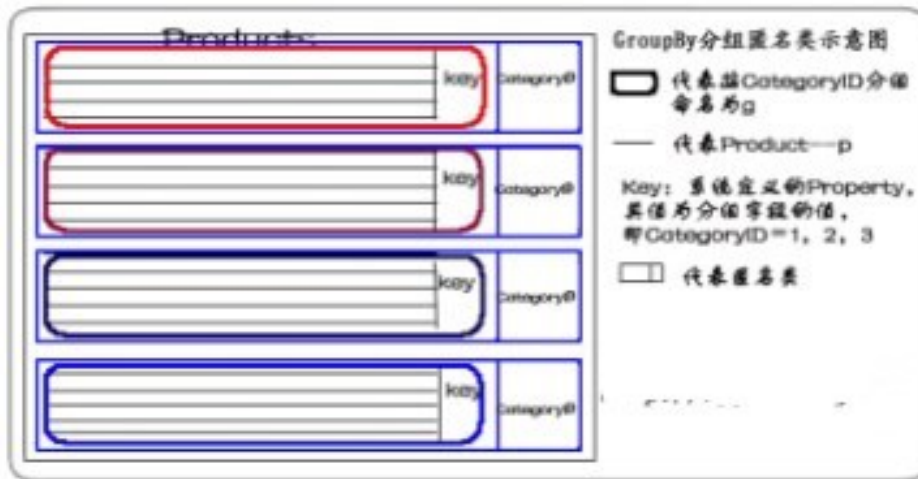 Products
GroupBy分组匿名类示意图
key
CategoryID
代表按CategoryID分组
命名为g
代表Product—p
key
CategoryID
Key: 系统定义的Property,
其值为分组字段的值,
即CategoryID=1, 2, 3
key
CategoryID
代表匿名类
key
CategoryID